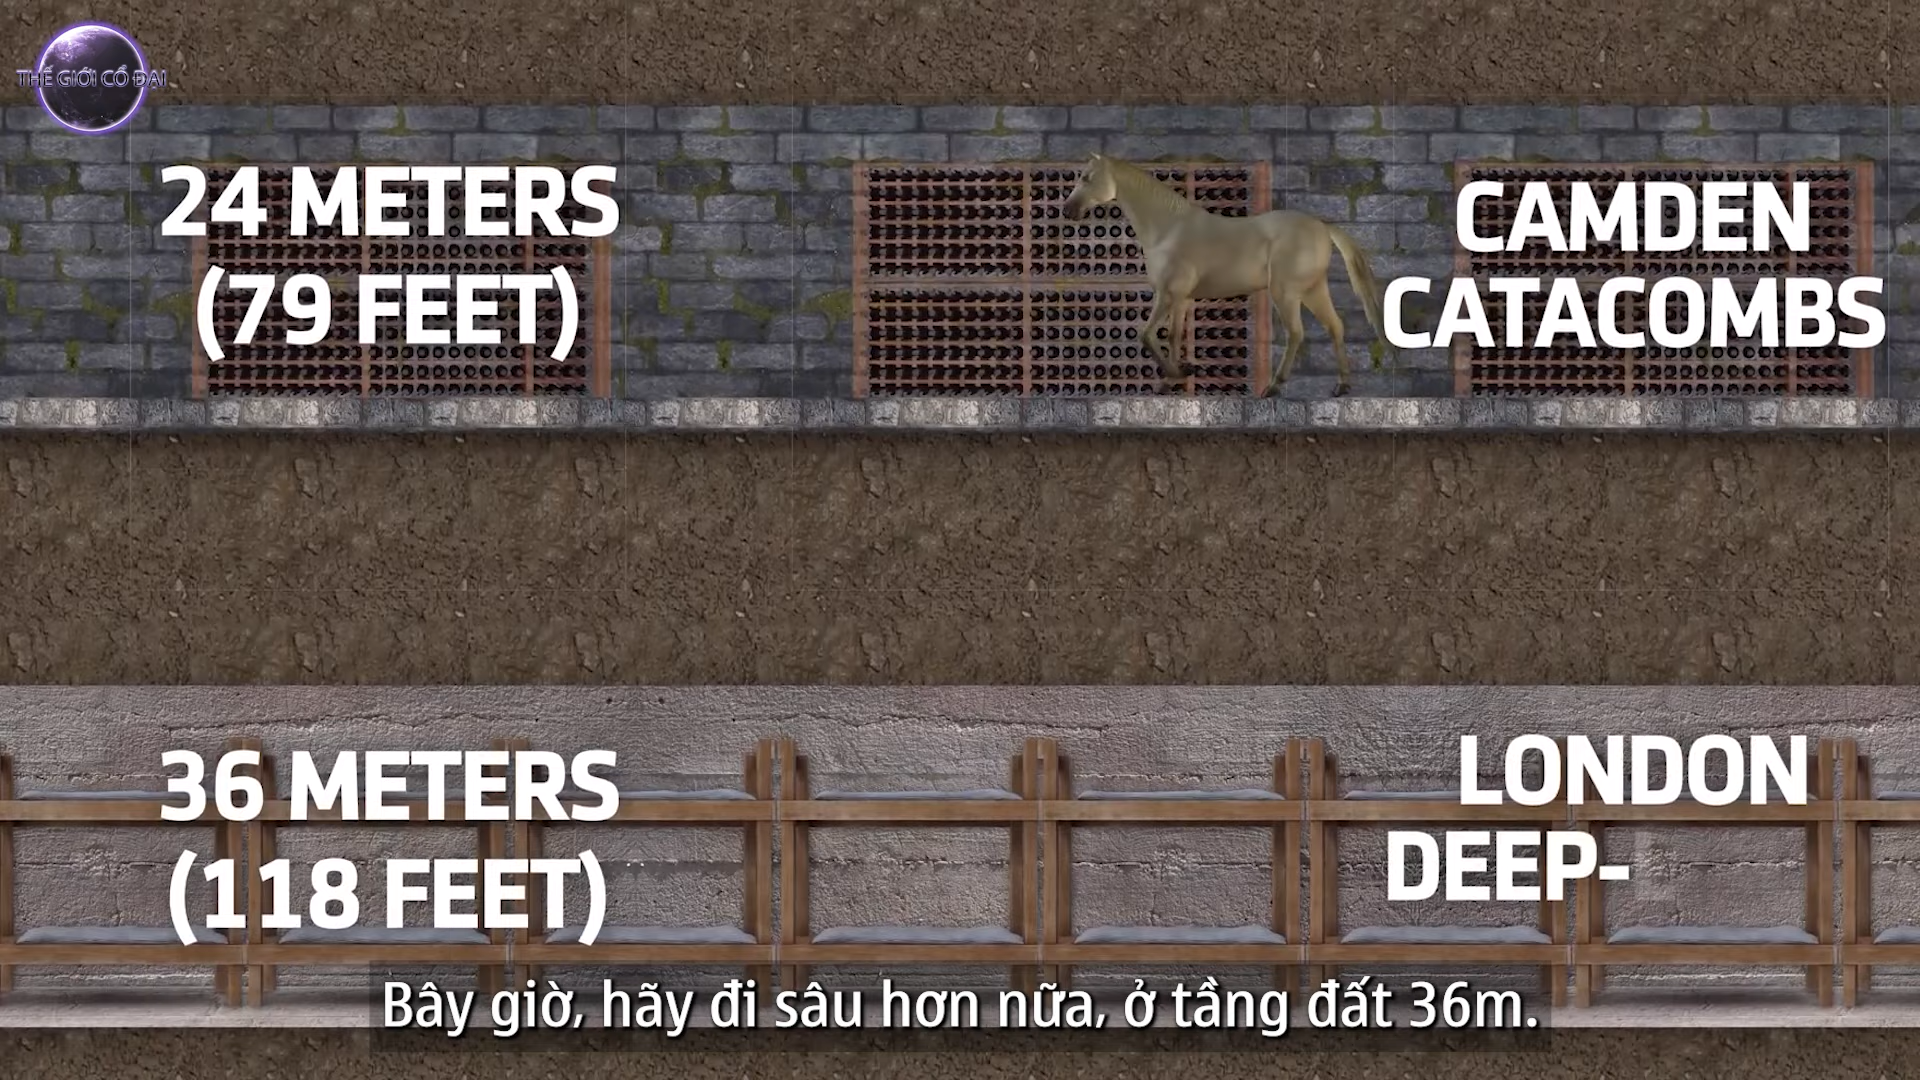 THẾ GIỚI CỔ ĐẠI
24 METERS
(79 FEET)
CAMDEN
CATACOMBS
36 METERS
(118 FEET)
LONDON
DEEP-
Bây giờ, hãy đi sâu hơn nữa, ở tầng đất 36m.